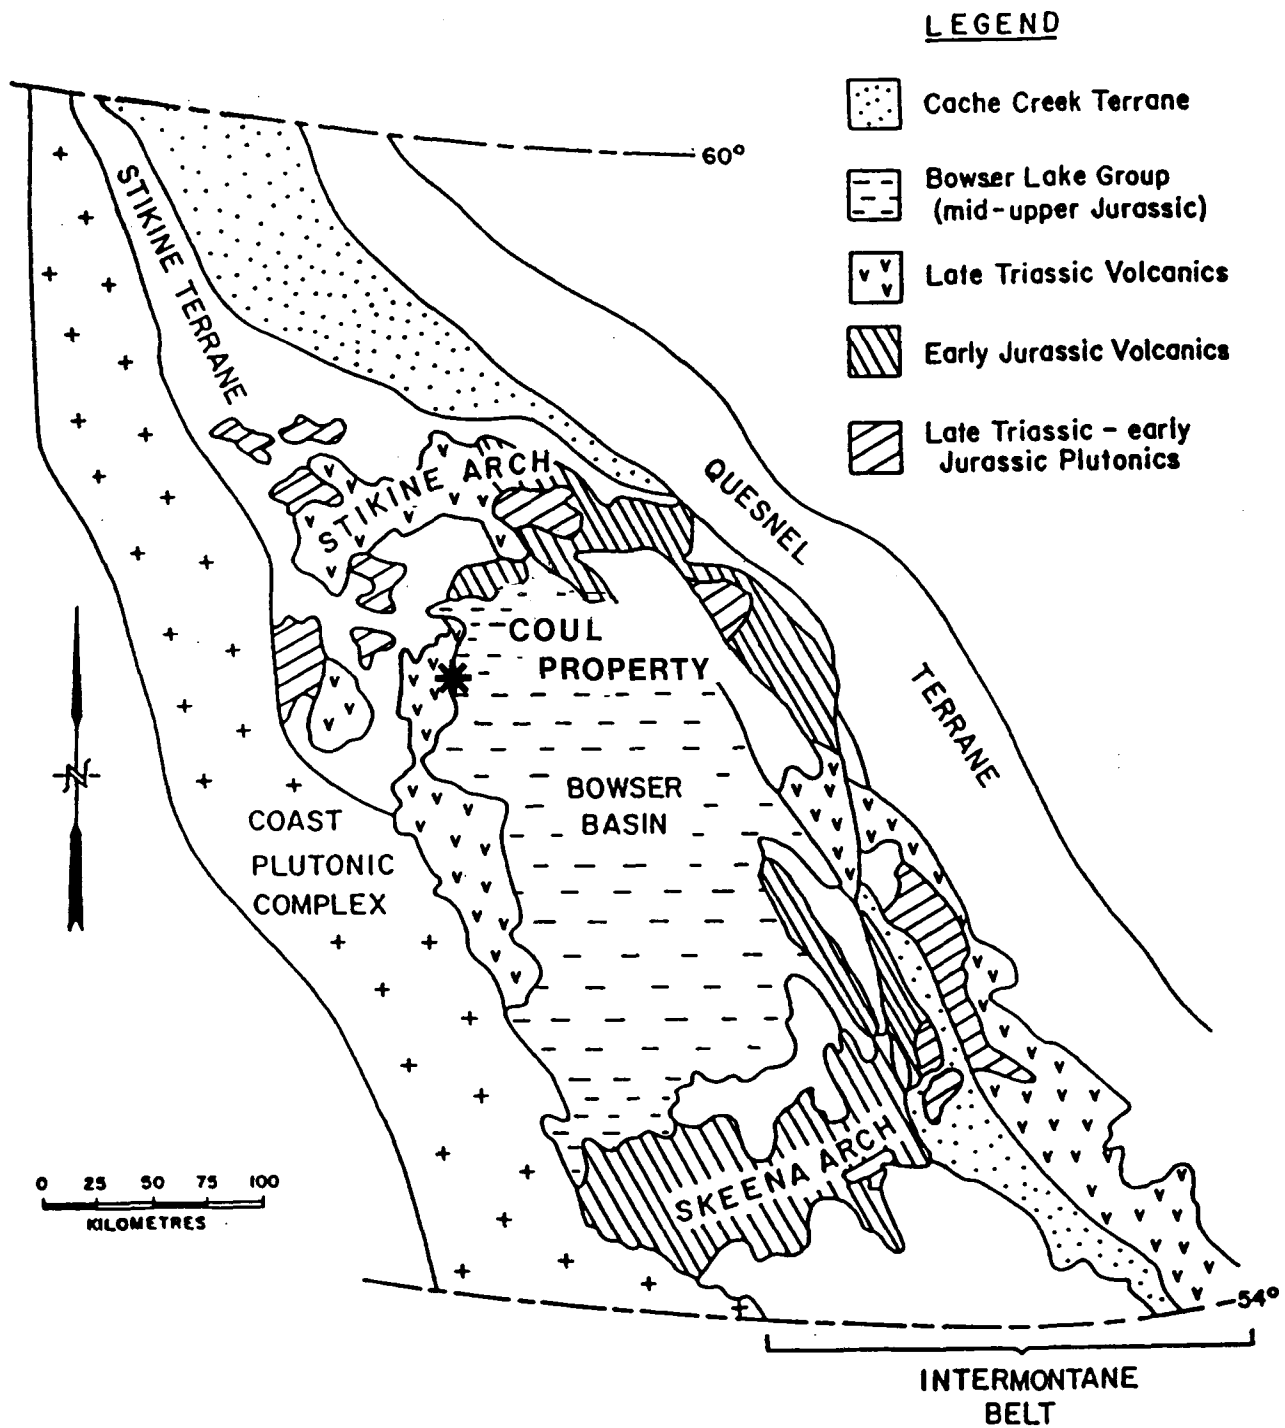 LEGEND
Cache Creek Terrane
Bowser Lake Group
(mid-upper Jurassic)
Late Triassic Volcanics
Early Jurassic Volcanics
Late Triassic - early
Jurassic Plutonics
60°
STIKINE TERRANE
STIKINE ARCH
QUESNEL
TERRANE
COUL
PROPERTY
BOWSER
BASIN
COAST
PLUTONIC
COMPLEX
N
SKEENA ARCH
0 25 50 75 100
KILOMETRES
54°
INTERMONTANE
BELT